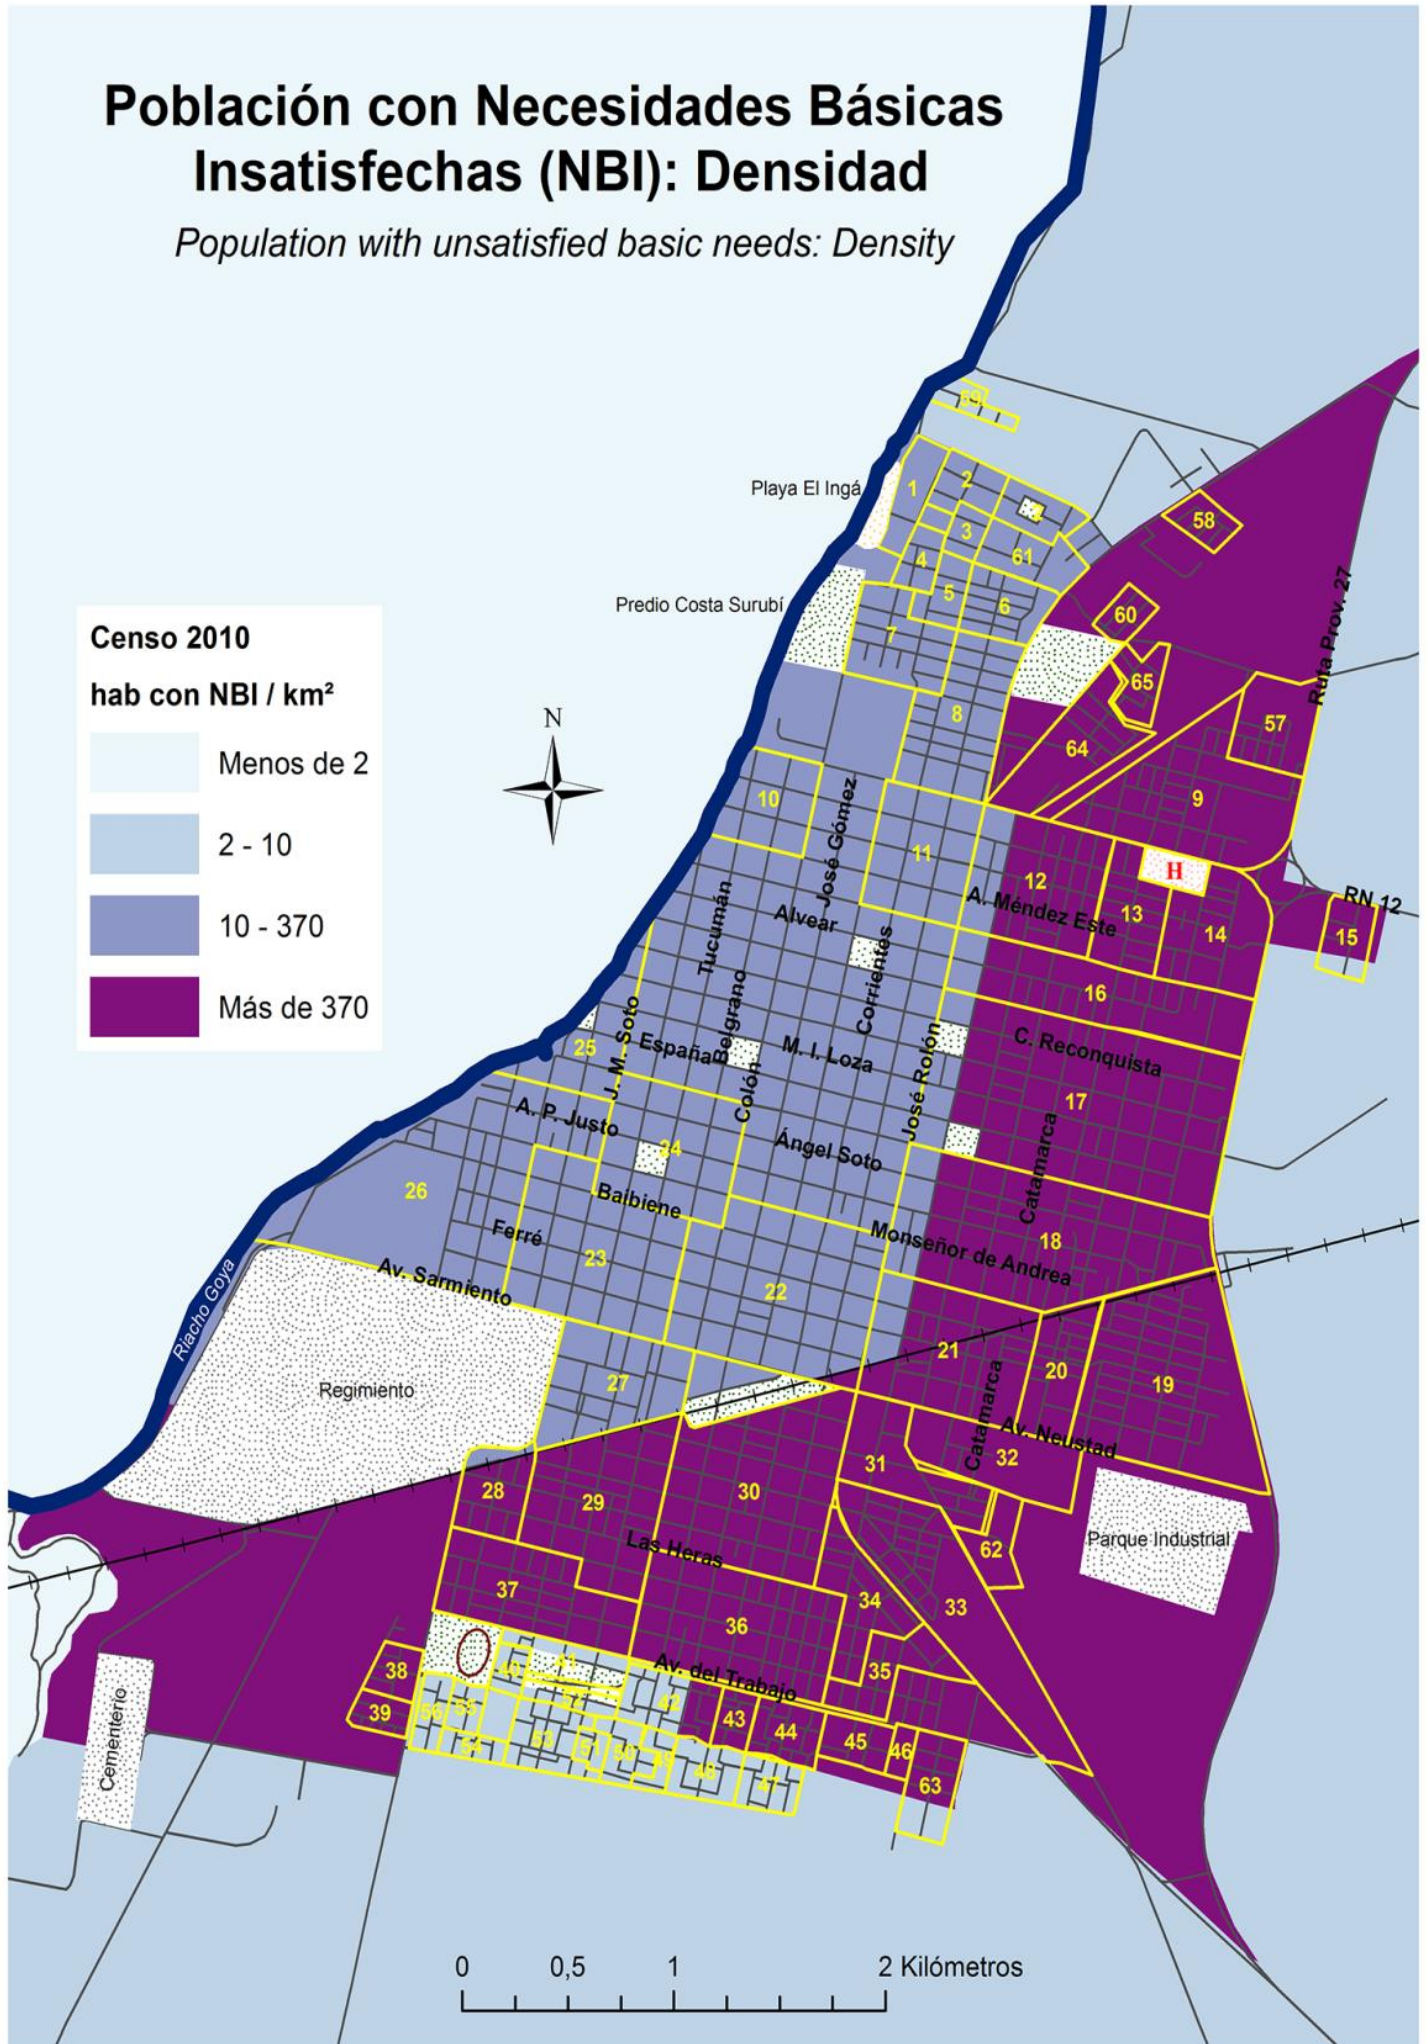 Población con Necesidades Básicas
Insatisfechas (NBI): Densidad
Population with unsatisfied basic needs: Density
Playa El Ingá
Predio Costa Surubí
Censo 2010
hab con NBI / km²
Menos de 2
2 - 10
10 - 370
Más de 370
N
59
1
2
3
61
4
5
6
7
8
58
60
65
64
57
Ruta Prov. 27
9
10
José Gómez
11
12
H
A. Méndez Este
13
14
RN 12
15
Tucumán
Alvear
Corrientes
16
J. M. Soto
España
Belgrano
M. I. Loza
José Rolón
C. Reconquista
25
Colón
17
A. P. Justo
24
Ángel Soto
Catamarca
26
Baibiene
Ferré
23
Monseñor de Andrea
18
Av. Sarmiento
22
Riacho Goya
Regimiento
27
21
20
19
Catamarca
Av. Neustad
31
32
28
29
30
Parque Industrial
Las Heras
62
37
34
33
36
38
40
41
Av. del Trabajo
35
39
56
55
42
43
44
45
46
54
53
51
50
49
48
47
63
Cementerio
0
0,5
1
2 Kilómetros